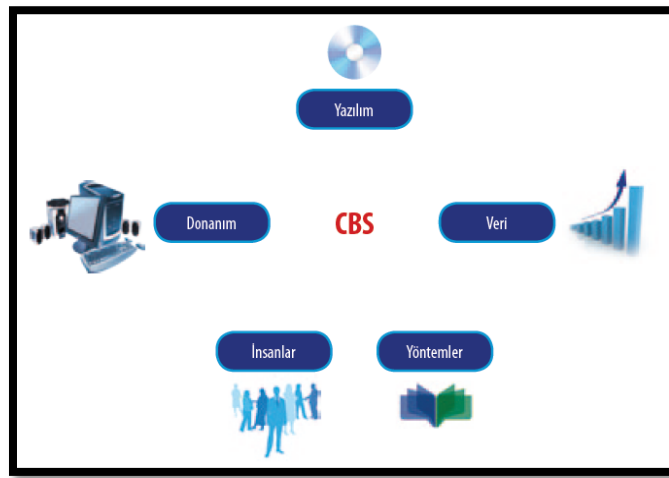 Yazılım
Donanım
CBS
Veri
İnsanlar
Yöntemler